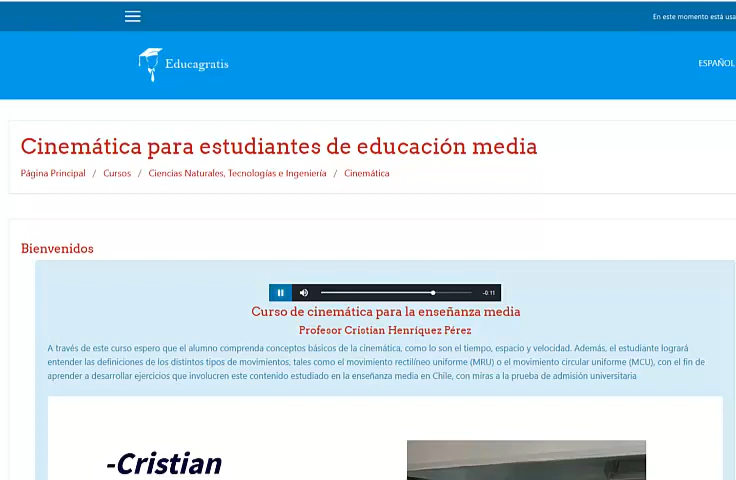 En este momento está usa
Educagratis
ESPAÑOL
Cinemática para estudiantes de educación media
Página Principal / Cursos / Ciencias Naturales, Tecnologías e Ingeniería / Cinemática
Bienvenidos
-0:11
Curso de cinemática para la enseñanza media
Profesor Cristian Henríquez Pérez
A través de este curso espero que el alumno comprenda conceptos básicos de la cinemática, como lo son el tiempo, espacio y velocidad. Además, el estudiante logrará
entender las definiciones de los distintos tipos de movimientos, tales como el movimiento rectilíneo uniforme (MRU) o el movimiento circular uniforme (MCU), con el fin de
aprender a desarrollar ejercicios que involucren este contenido estudiado en la enseñanza media en Chile, con miras a la prueba de admisión universitaria
-Cristian